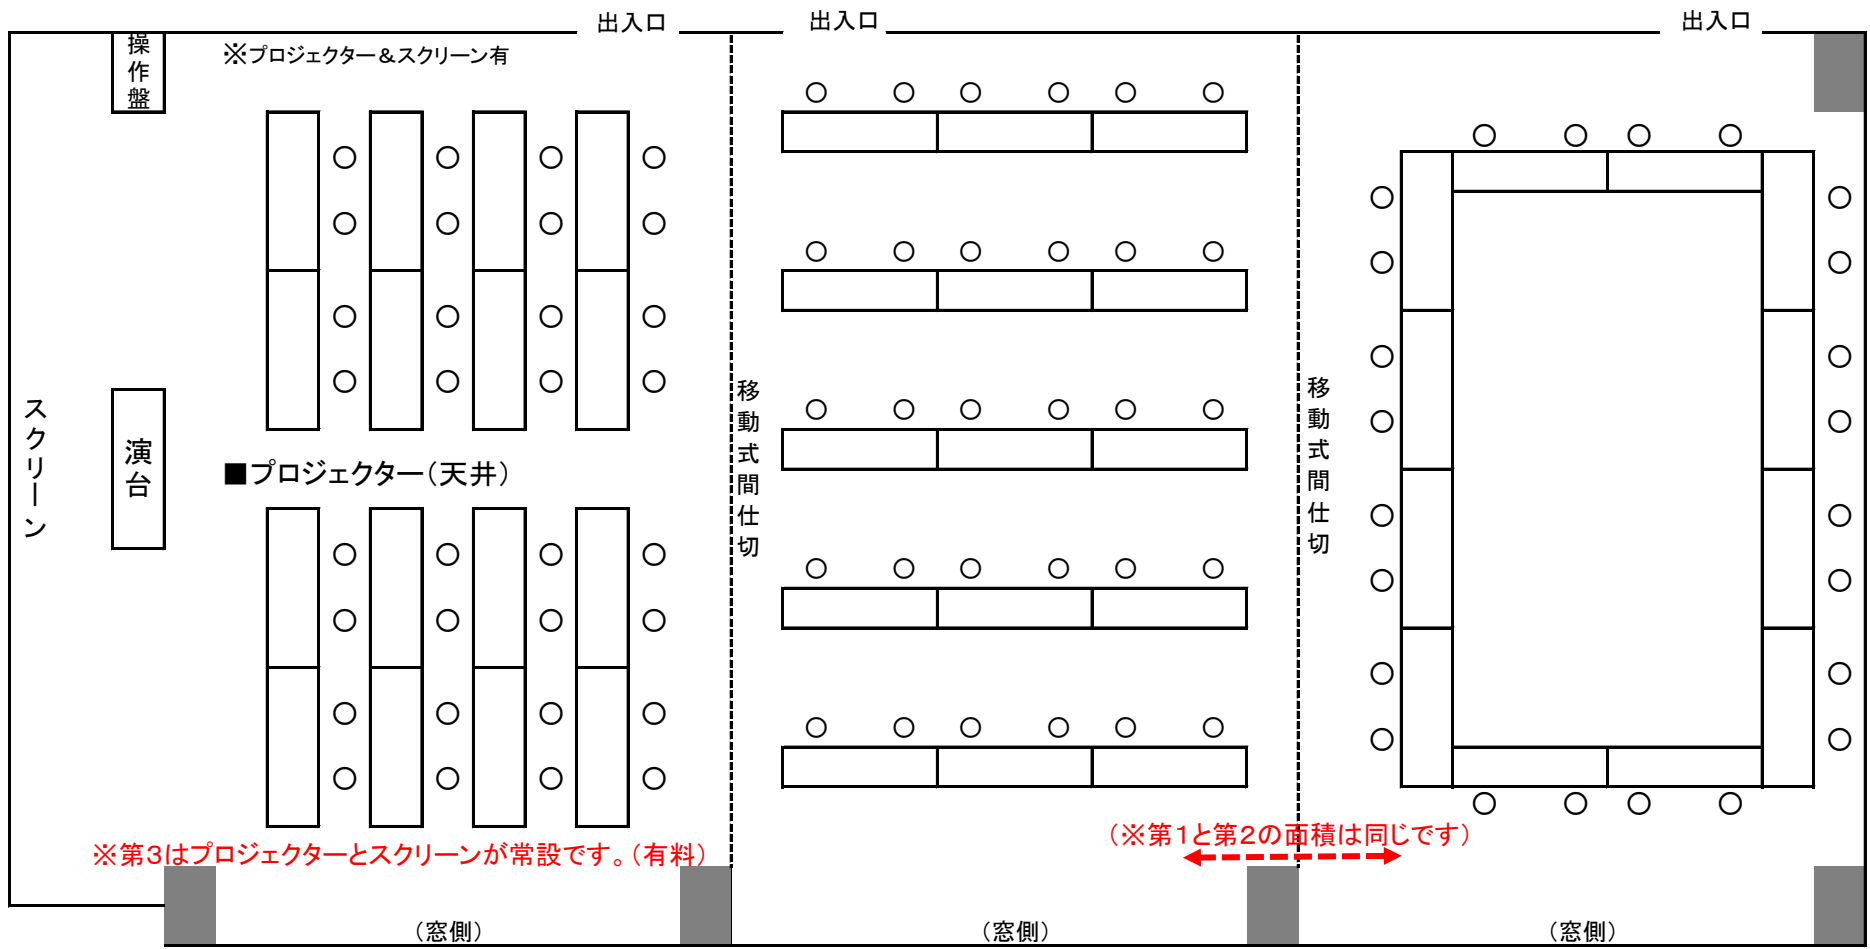 出入口
出入口
出入口
操作盤
※プロジェクター＆スクリーン有
スクリーン
演台
■プロジェクター（天井）
移動式間仕切
移動式間仕切
（※第１と第２の面積は同じです）
※第３はプロジェクターとスクリーンが常設です。（有料）
（窓側）
（窓側）
（窓側）